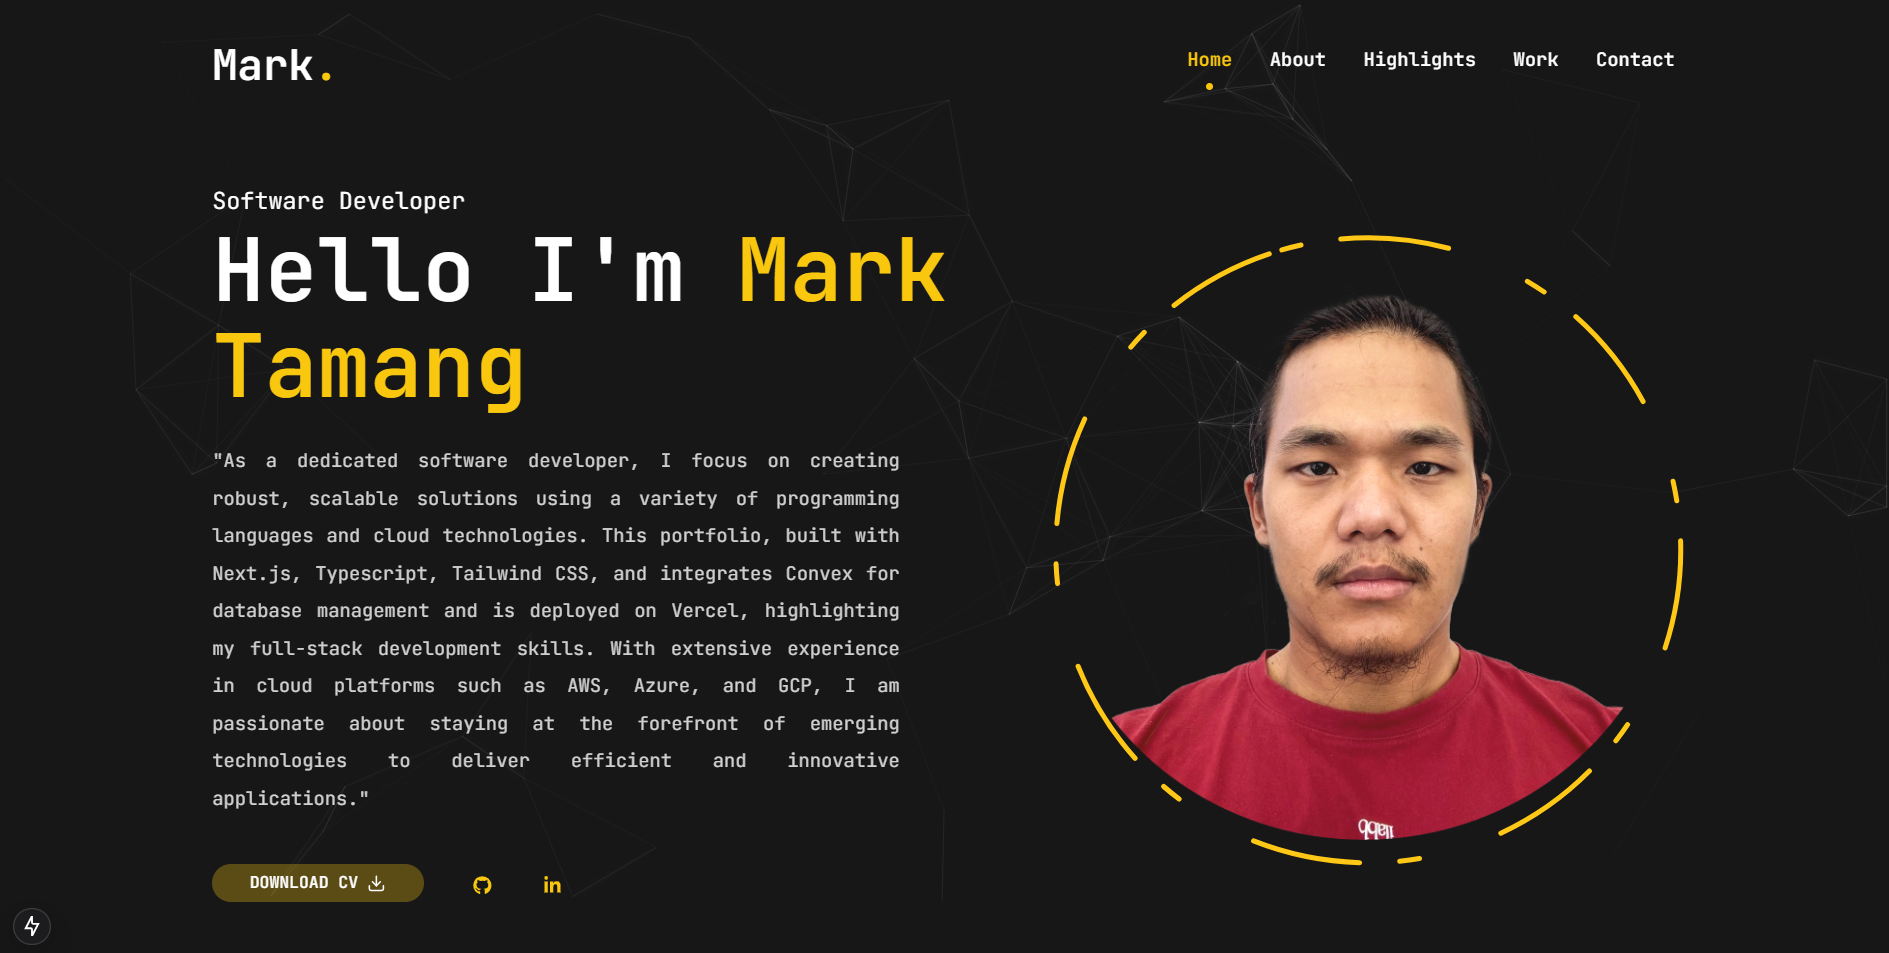 Mark.
Home About Highlights Work Contact
Software Developer
Hello I'm Mark
Tamang
"As a dedicated software developer, I focus on creating
robust, scalable solutions using a variety of programming
languages and cloud technologies. This portfolio, built with
Next.js, Typescript, Tailwind CSS, and integrates Convex for
database management and is deployed on Vercel, highlighting
my full-stack development skills. With extensive experience
in cloud platforms such as AWS, Azure, and GCP, I am
passionate about staying at the forefront of emerging
technologies to deliver efficient and innovative
applications."
DOWNLOAD CV
in